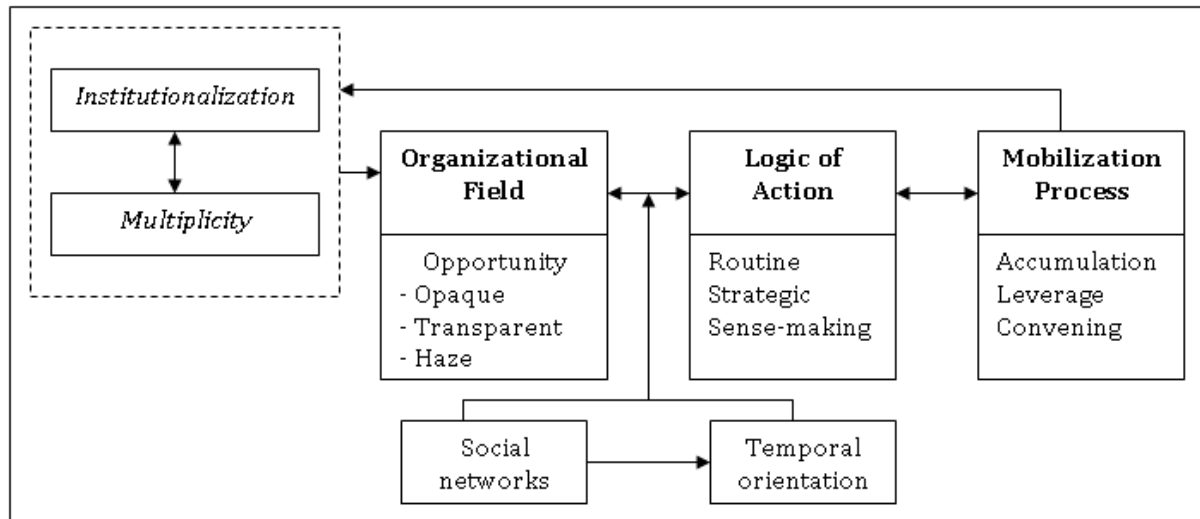 Institutionalization
Multiplicity
Organizational
Field
Opportunity
- Opaque
- Transparent
- Haze
Logic of
Action
Routine
Strategic
Sense-making
Mobilization
Process
Accumulation
Leverage
Convening
Social
networks
Temporal
orientation